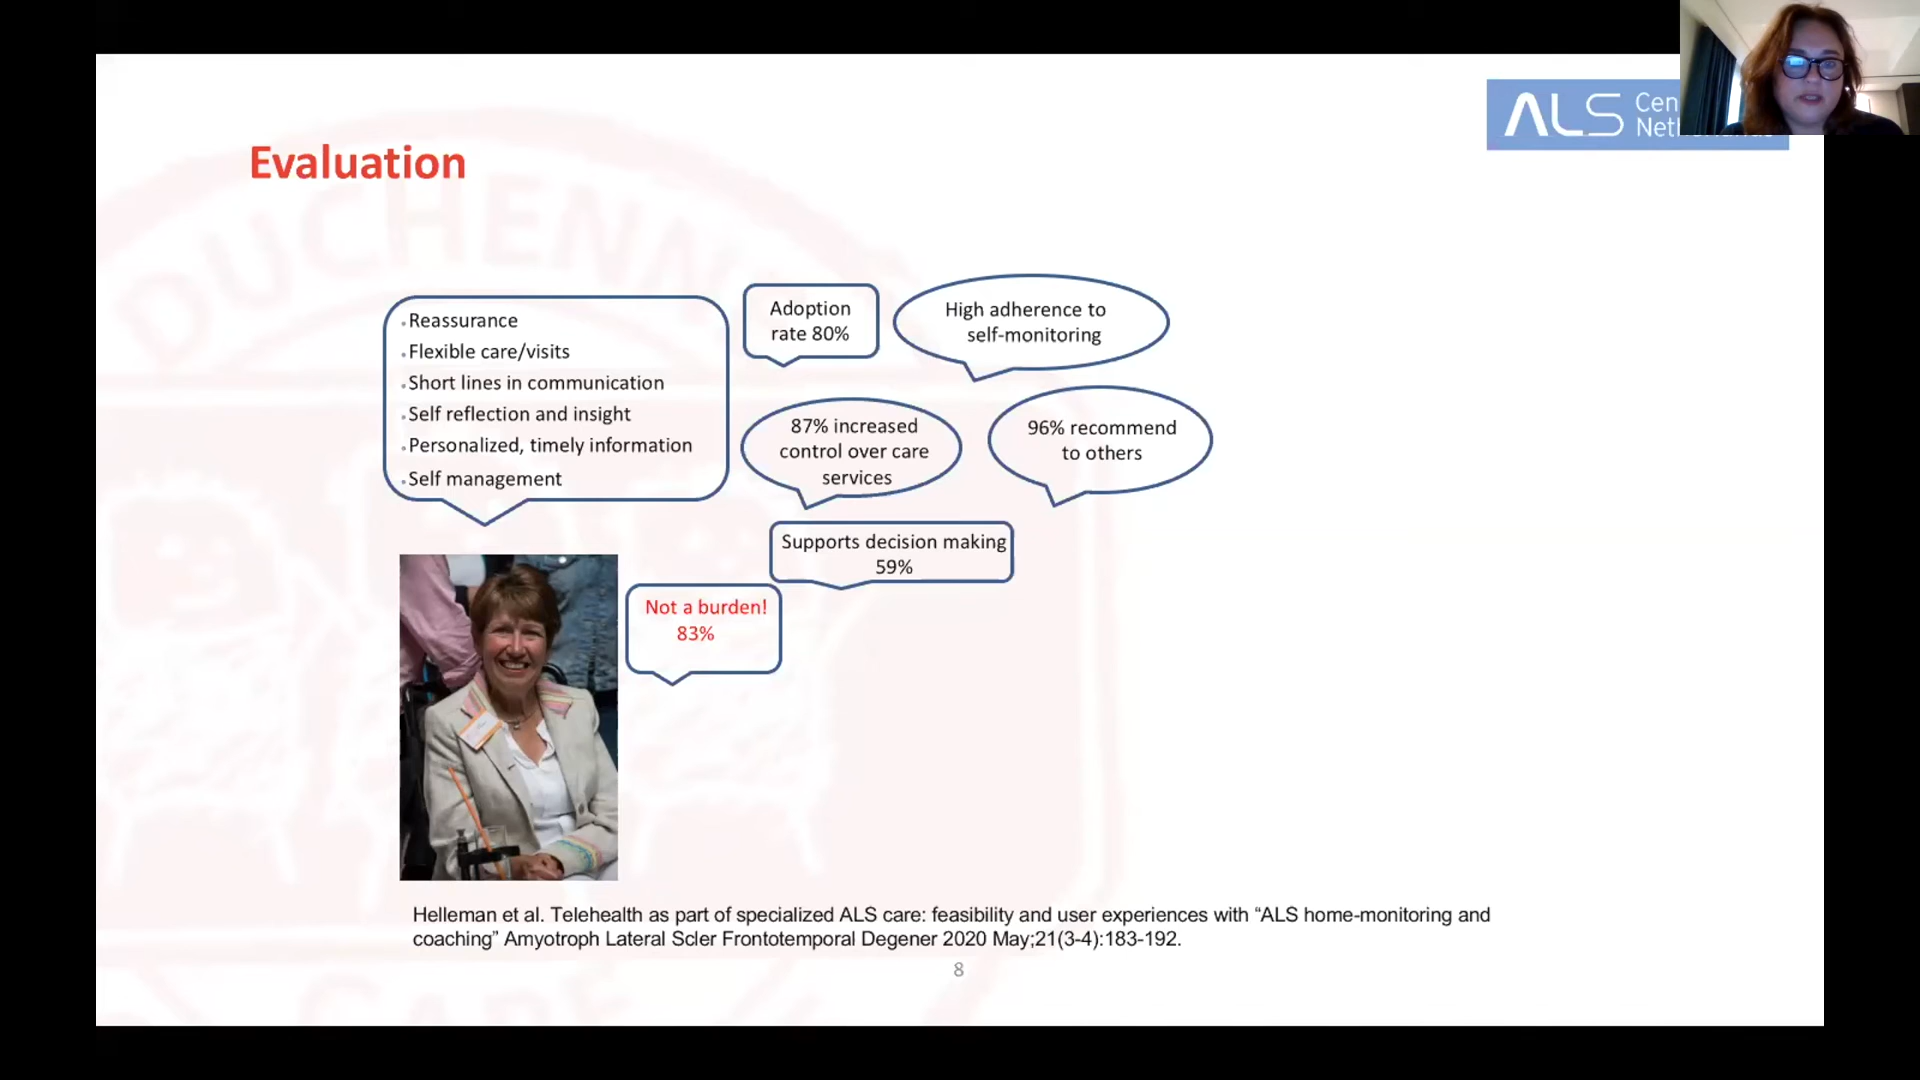 DUCHENN
ALS Cen
Net
Evaluation
Reassurance
Flexible care/visits
Short lines in communication
Self reflection and insight
Personalized, timely information
Self management
Adoption
rate 80%
High adherence to
self-monitoring
87% increased
control over care
services
96% recommend
to others
Supports decision making
59%
Not a burden!
83%
Helleman et al. Telehealth as part of specialized ALS care: feasibility and user experiences with “ALS home-monitoring and
coaching” Amyotroph Lateral Scler Frontotemporal Degener 2020 May;21(3-4):183-192.
8